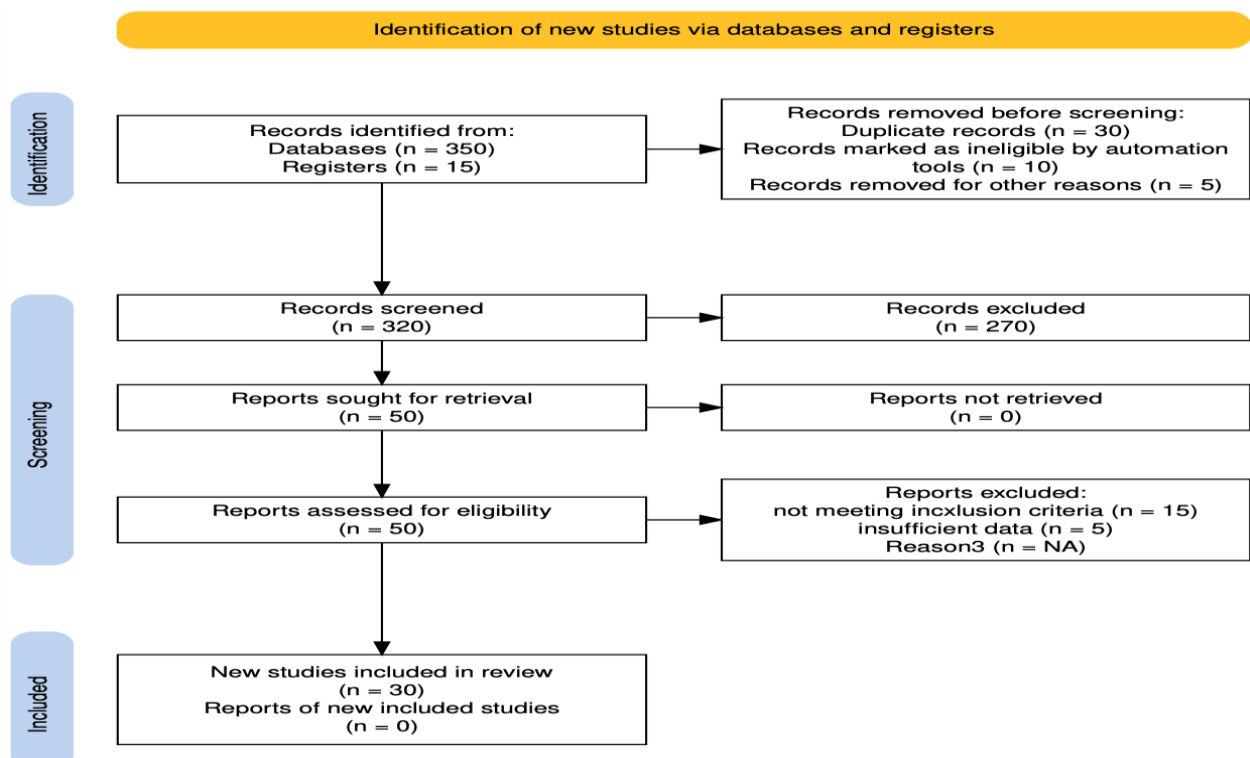 Identification of new studies via databases and registers
Identification
Records identified from:
Databases (n = 350)
Registers (n = 15)
Records removed before screening:
Duplicate records (n = 30)
Records marked as ineligible by automation
tools (n = 10)
Records removed for other reasons (n = 5)
Screening
Records screened
(n = 320)
Records excluded
(n = 270)
Reports sought for retrieval
(n = 50)
Reports not retrieved
(n = 0)
Reports assessed for eligibility
(n = 50)
Reports excluded:
not meeting incxlusion criteria (n = 15)
insufficient data (n = 5)
Reason3 (n = NA)
Included
New studies included in review
(n = 30)
Reports of new included studies
(n = 0)